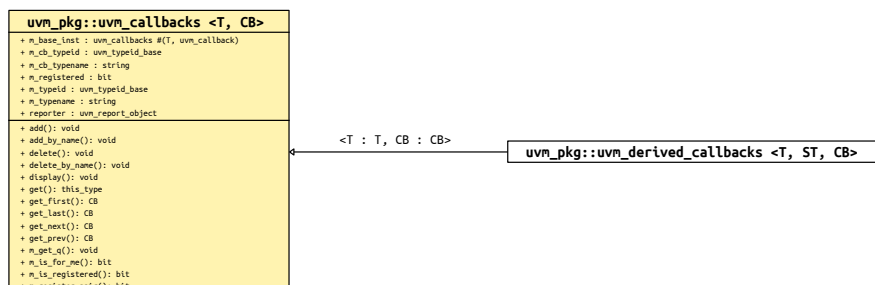 uvm_pkg::uvm_callbacks <T, CB>
+ m_base_inst : uvm_callbacks #(T, uvm_callback)
+ m_cb_typeid : uvm_typeid_base
+ m_cb_typename : string
+ m_registered : bit
+ m_typeid : uvm_typeid_base
+ m_typename : string
+ reporter : uvm_report_object
+ add(): void
+ add_by_name(): void
+ delete(): void
+ delete_by_name(): void
+ display(): void
+ get(): this_type
+ get_first(): CB
+ get_last(): CB
+ get_next(): CB
+ get_prev(): CB
+ m_get_q(): void
+ m_is_for_me(): bit
+ m_is_registered(): bit
<T : T, CB : CB>
uvm_pkg::uvm_derived_callbacks <T, ST, CB>